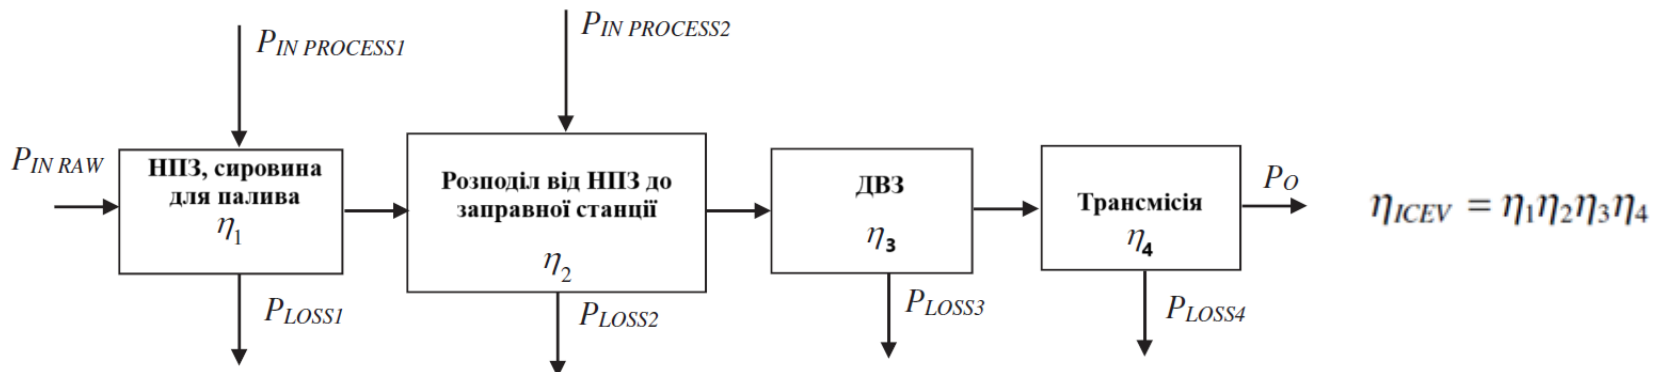 P_IN PROCESS1
P_IN PROCESS2
P_IN RAW
НПЗ, сировина
для палива
η₁
Розподіл від НПЗ до
заправної станції
η₂
ДВЗ
η₃
Трансмісія
η₄
P_O
η_ICEV = η₁η₂η₃η₄
P_LOSS1
P_LOSS2
P_LOSS3
P_LOSS4